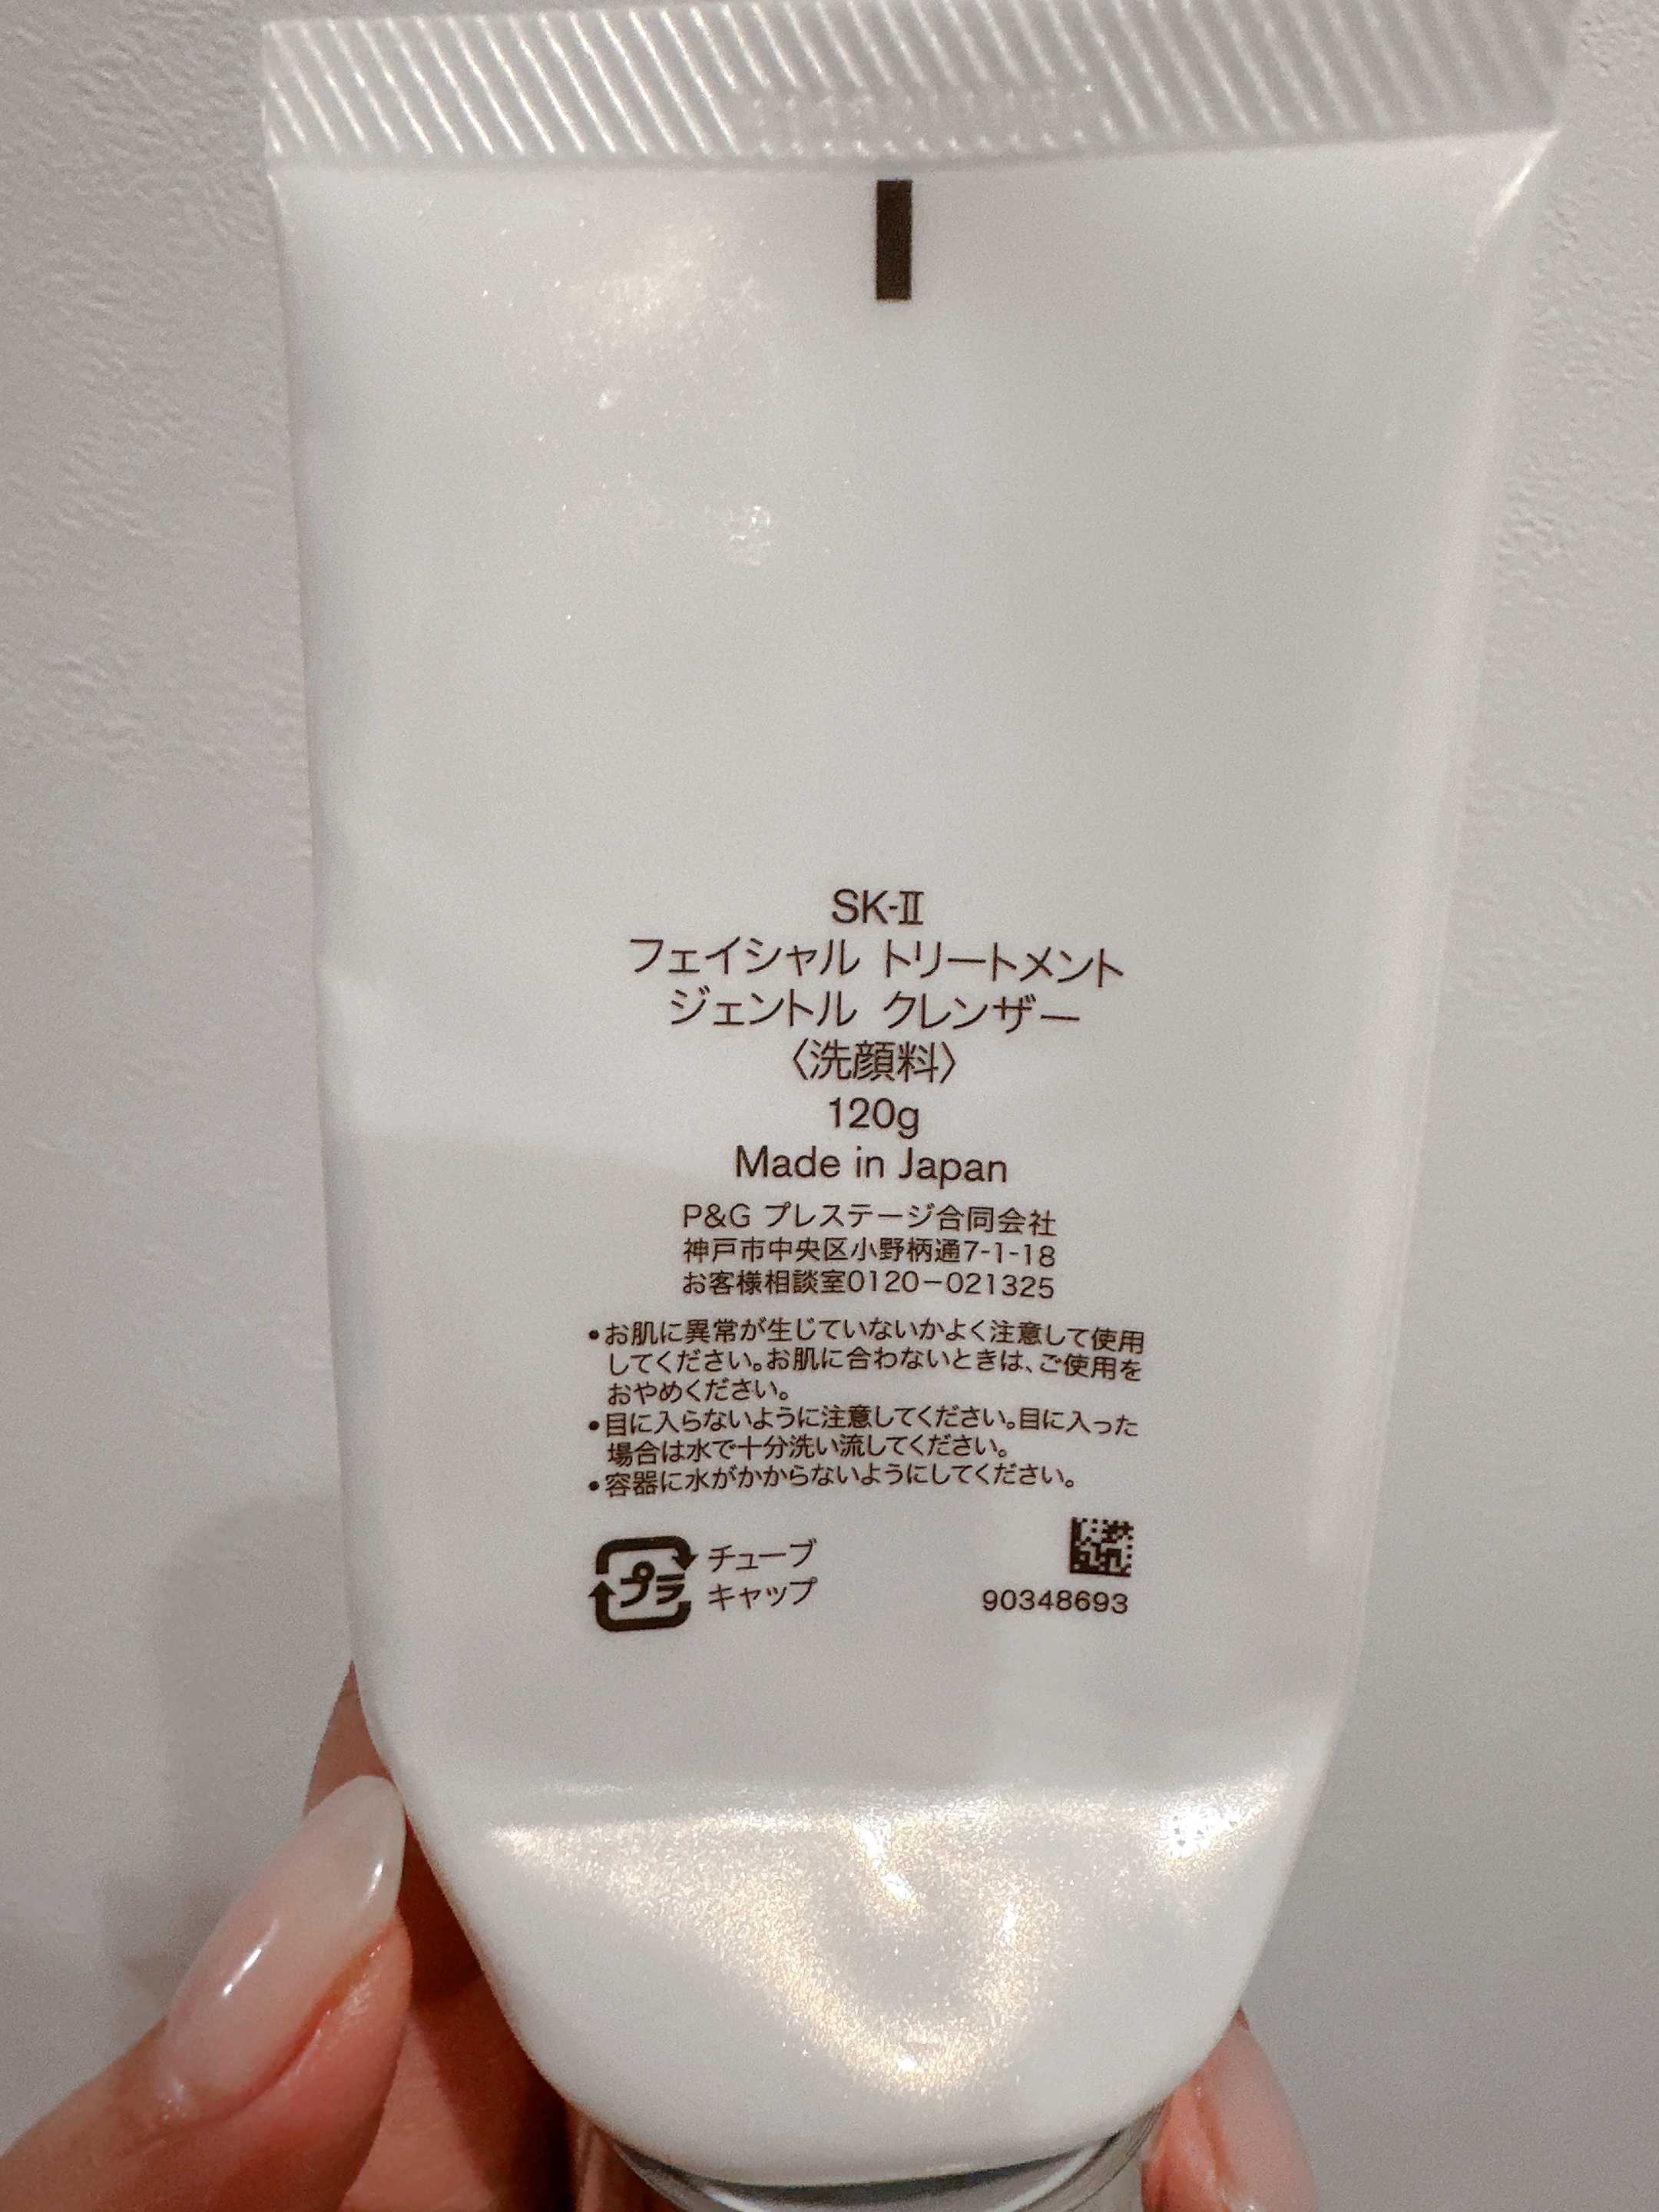 SK-Ⅱ
フェイシャル トリートメント
ジェントル クレンザー
〈洗顔料〉
120g
Made in Japan
P&G プレステージ合同会社
神戸市中央区小野柄通7-1-18
お客様相談室0120－021325
•お肌に異常が生じていないかよく注意して使用
してください。お肌に合わないときは、ご使用を
おやめください。
•目に入らないように注意してください。目に入った
場合は水で十分洗い流してください。
•容器に水がかからないようにしてください。
プラ
チューブ
キャップ
90348693